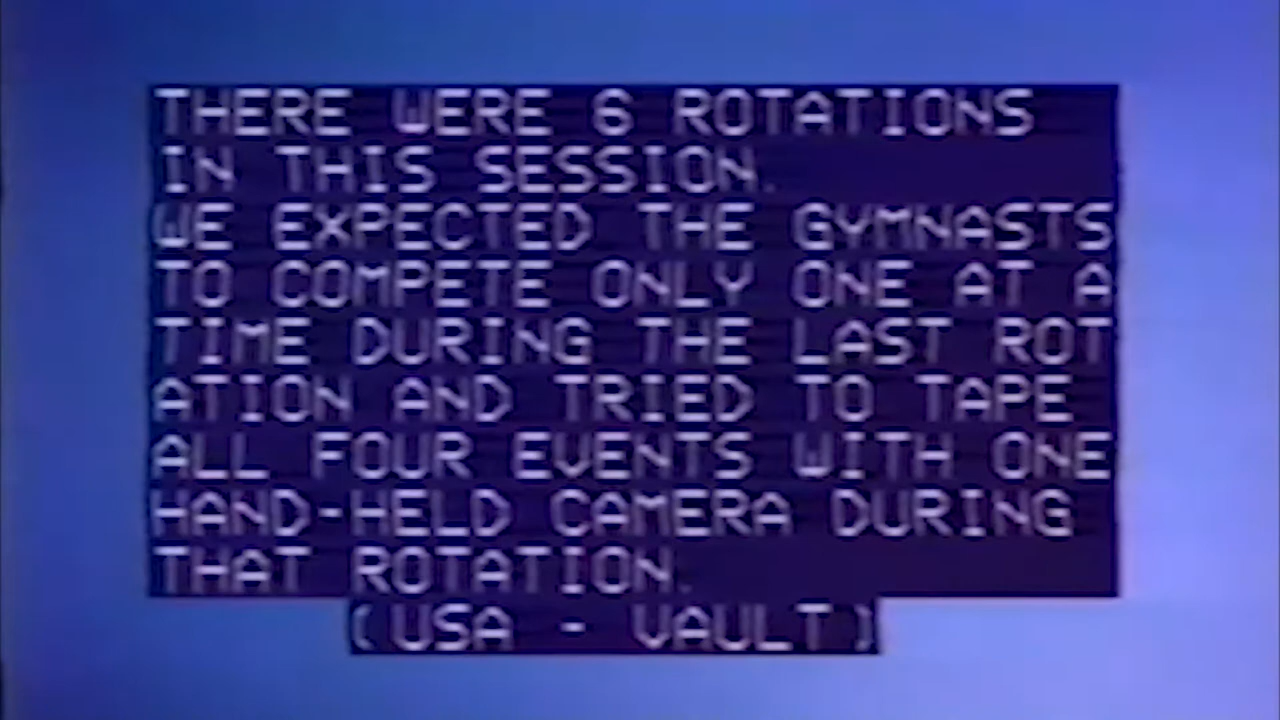 THERE WERE 6 ROTATIONS
IN THIS SESSION.
WE EXPECTED THE GYMNASTS
TO COMPETE ONLY ONE AT A
TIME DURING THE LAST ROT
ATION AND TRIED TO TAPE
ALL FOUR EVENTS WITH ONE
HAND-HELD CAMERA DURING
THAT ROTATION.
(USA - VAULT)